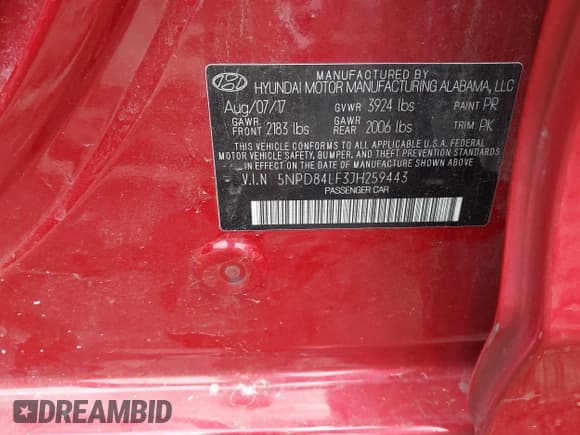 MANUFACTURED BY
HYUNDAI MOTOR MANUFACTURING ALABAMA, LLC
Aug/07/17 GVWR 3924 lbs PAINT PR
GAWR FRONT 2183 lbs GAWR REAR 2006 lbs TRIM PK
THIS VEHICLE CONFORMS TO ALL APPLICABLE U.S.A. FEDERAL
MOTOR VEHICLE SAFETY, BUMPER, AND THEFT PREVENTION STANDARDS
IN EFFECT ON THE DATE OF MANUFACTURE SHOWN ABOVE.
V.I.N 5NPD84LF3JH259443
PASSENGER CAR
DREAMBID